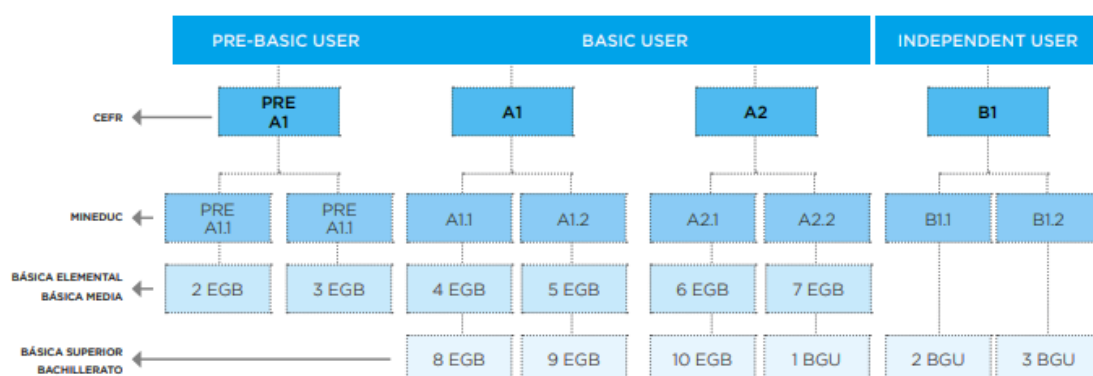 PRE-BASIC USER BASIC USER INDEPENDENT USER
CEFR
PRE
A1
A1
A2
B1
MINEDUC
PRE
A1.1
PRE
A1.1
A1.1
A1.2
A2.1
A2.2
B1.1
B1.2
BÁSICA ELEMENTAL
BÁSICA MEDIA
2 EGB
3 EGB
4 EGB
5 EGB
6 EGB
7 EGB
BÁSICA SUPERIOR
BACHILLERATO
8 EGB
9 EGB
10 EGB
1 BGU
2 BGU
3 BGU